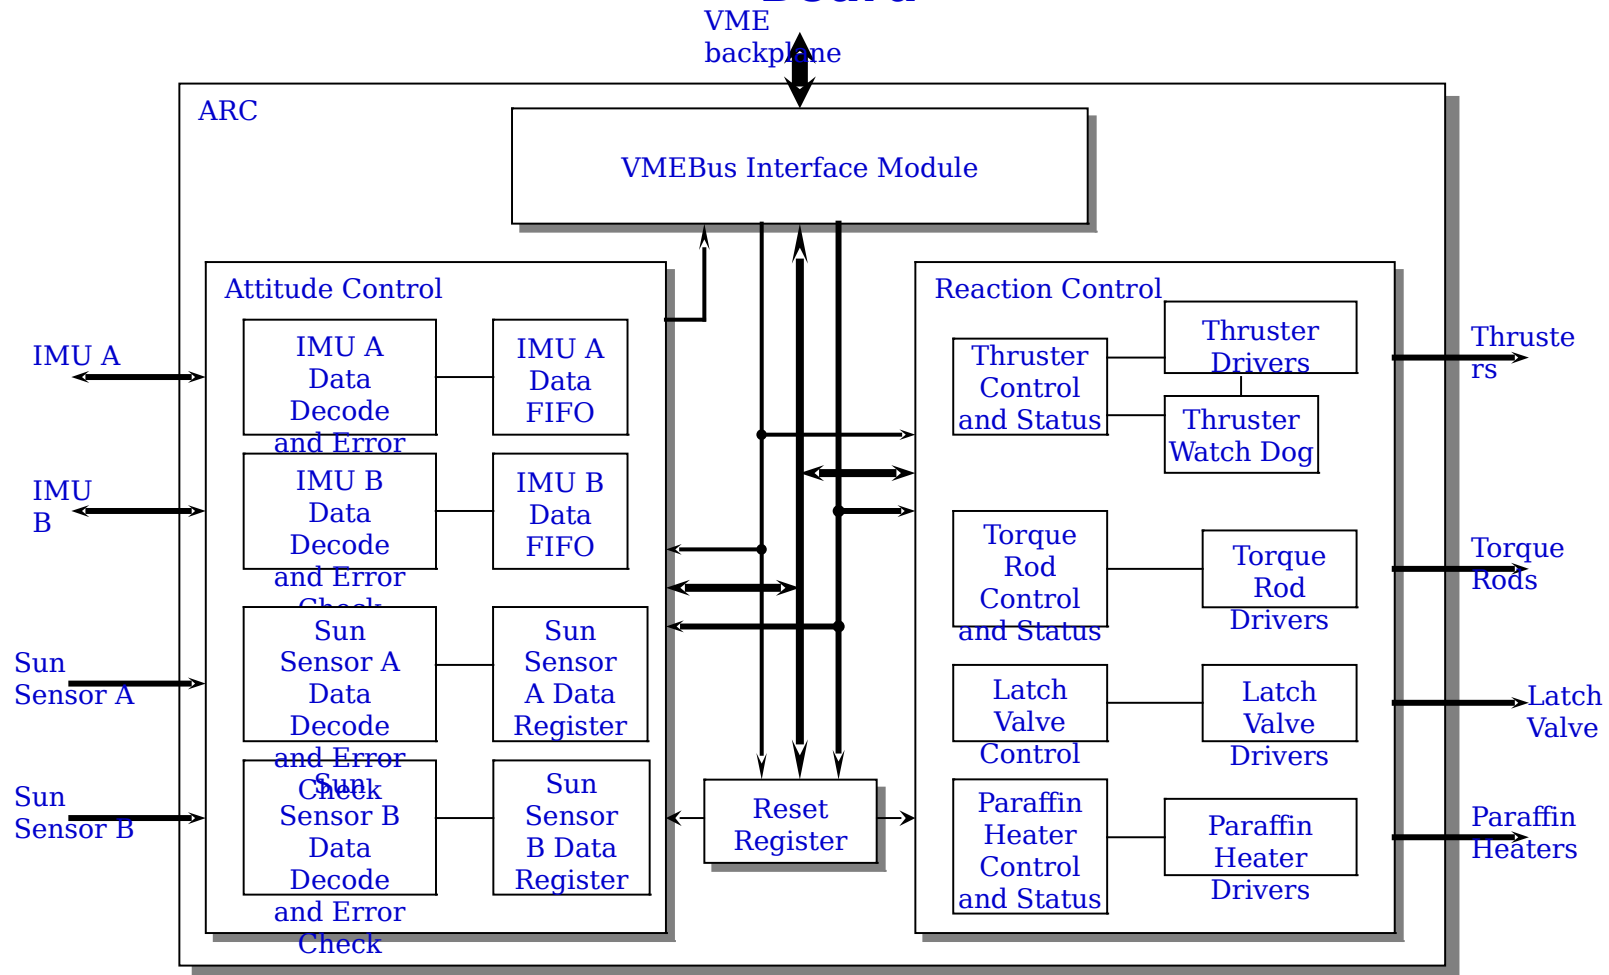 Board
VME
backplane
ARC
VMEBus Interface Module
Attitude Control
IMU A
Data
Decode
and Error
IMU A
Data
FIFO
IMU B
Data
Decode
and Error
Check
IMU B
Data
FIFO
Sun
Sensor A
Data
Decode
and Error
Check
Sun
Sensor
A Data
Register
Sun
Sensor B
Data
Decode
and Error
Check
Sun
Sensor
B Data
Register
IMU A
IMU
B
Sun
Sensor A
Sun
Sensor B
Reset
Register
Reaction Control
Thruster
Control
and Status
Thruster
Drivers
Thruster
Watch Dog
Torque
Rod
Control
and Status
Torque
Rod
Drivers
Latch
Valve
Control
Latch
Valve
Drivers
Paraffin
Heater
Control
and Status
Paraffin
Heater
Drivers
Thruste
rs
Torque
Rods
Latch
Valve
Paraffin
Heaters